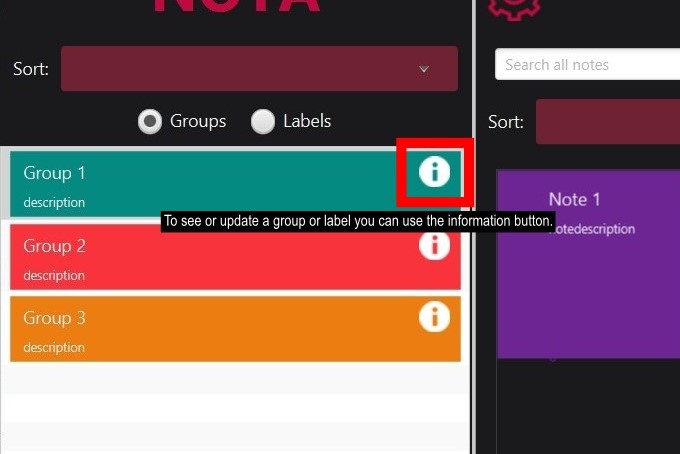 NOTA
Sort:
Groups
Labels
Group 1
description
To see or update a group or label you can use the information button.
Group 2
description
Group 3
description
Search all notes
Sort:
Note 1
notedescription